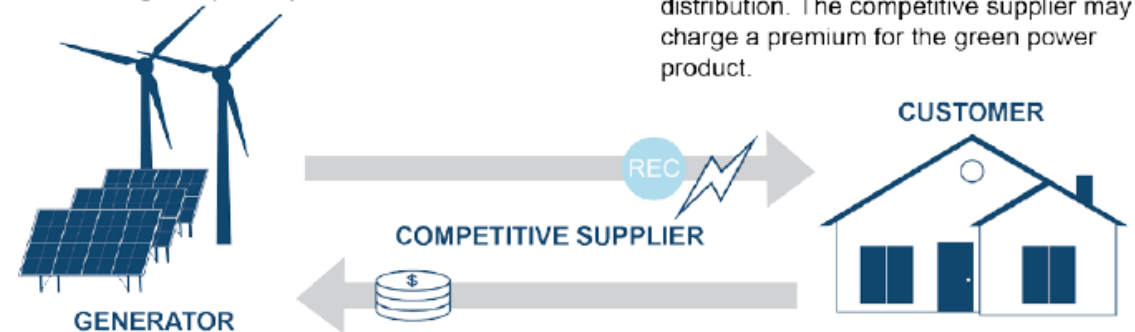 distribution. The competitive supplier may
charge a premium for the green power
product.
CUSTOMER
REC
COMPETITIVE SUPPLIER
$
GENERATOR